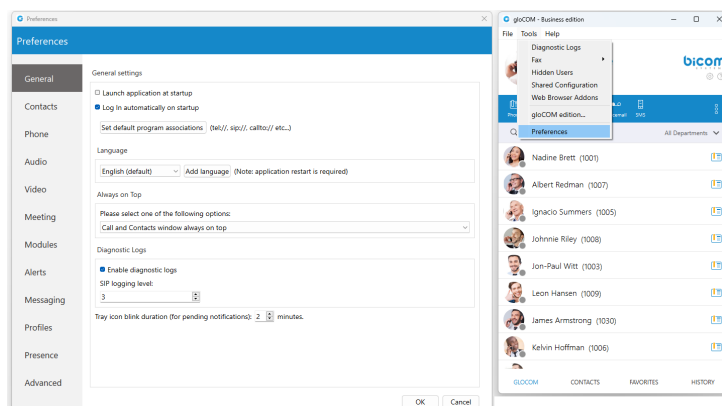 Preferences
Preferences
General
Contacts
Phone
Audio
Video
Meeting
Modules
Alerts
Messaging
Profiles
Presence
Advanced
General settings
Launch application at startup
Log in automatically on startup
Set default program associations (tel://, sip://, callto:// etc...)
Language
English (default) Add language (Note: application restart is required)
Always on Top
Please select one of the following options:
Call and Contacts window always on top
Diagnostic Logs
Enable diagnostic logs
SIP logging level:
3
Tray icon blink duration (for pending notifications): 2 minutes.
OK Cancel
gloCOM - Business edition
File Tools Help
Diagnostic Logs
Fax
Hidden Users
Shared Configuration
Web Browser Addons
gloCOM edition...
Preferences
bicom
SMS
All Departments
Nadine Brett (1001)
Albert Redman (1007)
Ignacio Summers (1005)
Johnnie Riley (1008)
Jon-Paul Witt (1003)
Leon Hansen (1009)
James Armstrong (1030)
Kelvin Hoffman (1006)
GLOCOM CONTACTS FAVORITES HISTORY